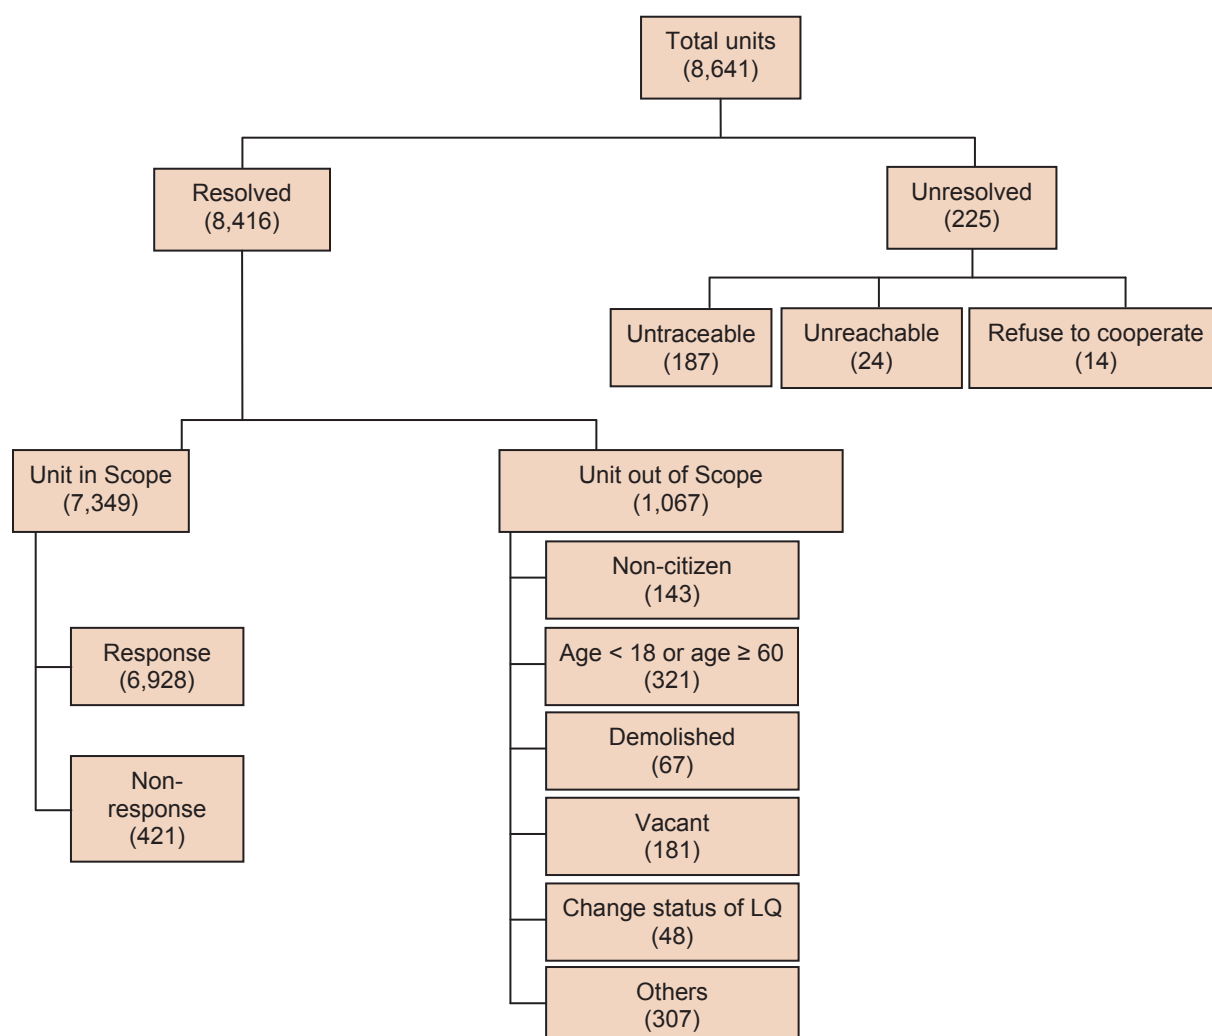 Total units
(8,641)
Resolved
(8,416)
Unresolved
(225)
Untraceable
(187)
Unreachable
(24)
Refuse to cooperate
(14)
Unit in Scope
(7,349)
Unit out of Scope
(1,067)
Response
(6,928)
Non-
response
(421)
Non-citizen
(143)
Age < 18 or age ≥ 60
(321)
Demolished
(67)
Vacant
(181)
Change status of LQ
(48)
Others
(307)